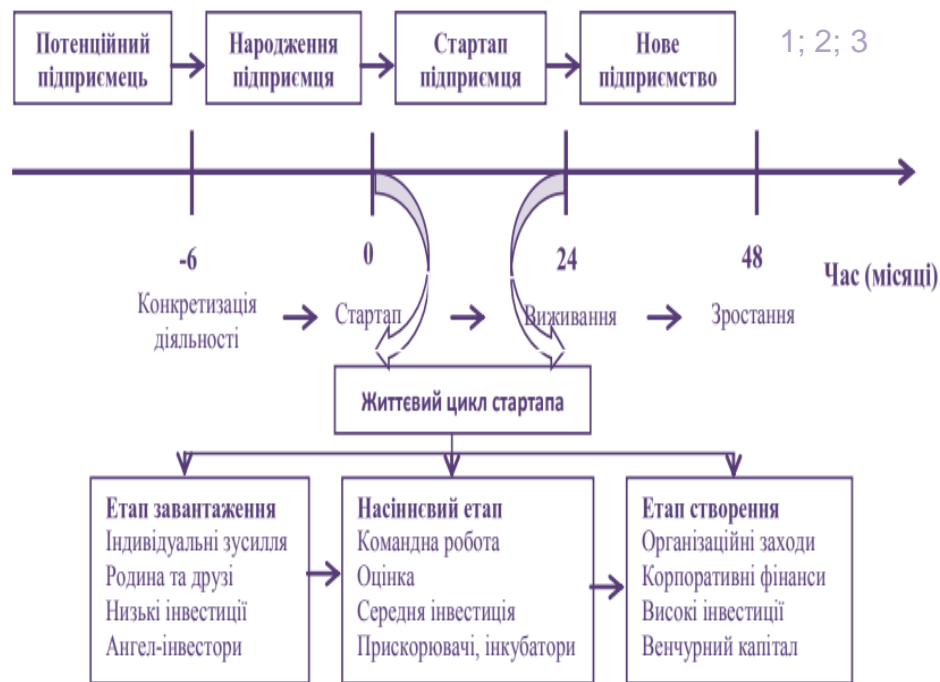 Потенційний
підприємець
Народження
підприємця
Стартап
підприємця
Нове
підприємство
1; 2; 3
-6
0
24
48
Час (місяці)
Конкретизація
діяльності
Стартап
Виживання
Зростання
Життєвий цикл стартапа
Етап завантаження
Індивідуальні зусилля
Родина та друзі
Низькі інвестиції
Ангел-інвестори
Насіннєвий етап
Командна робота
Оцінка
Середня інвестиція
Прискорювачі, інкубатори
Етап створення
Організаційні заходи
Корпоративні фінанси
Високі інвестиції
Венчурний капітал